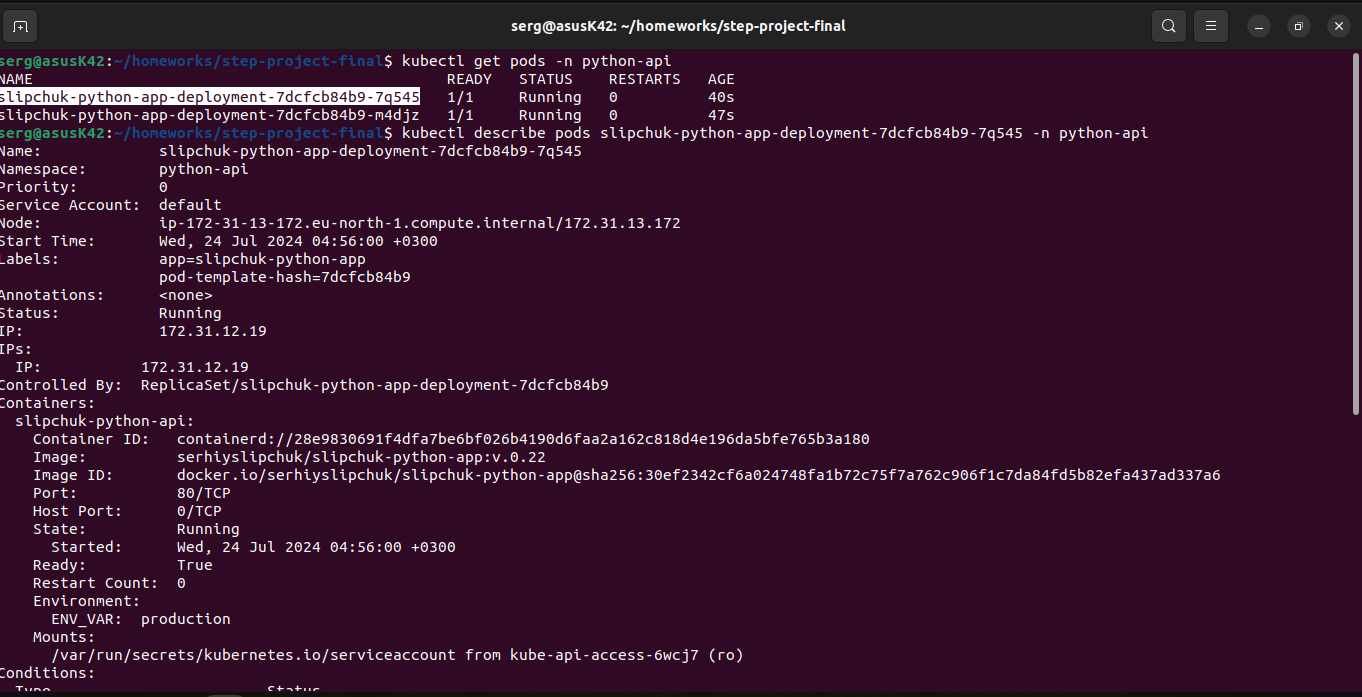 serg@asusK42: ~/homeworks/step-project-final
serg@asusK42:~/homeworks/step-project-final$ kubectl get pods -n python-api
NAME                                              READY   STATUS    RESTARTS   AGE
slipchuk-python-app-deployment-7dcfcb84b9-7q545   1/1     Running   0          40s
slipchuk-python-app-deployment-7dcfcb84b9-m4djz   1/1     Running   0          47s
serg@asusK42:~/homeworks/step-project-final$ kubectl describe pods slipchuk-python-app-deployment-7dcfcb84b9-7q545 -n python-api
Name:             slipchuk-python-app-deployment-7dcfcb84b9-7q545
Namespace:        python-api
Priority:         0
Service Account:  default
Node:             ip-172-31-13-172.eu-north-1.compute.internal/172.31.13.172
Start Time:       Wed, 24 Jul 2024 04:56:00 +0300
Labels:           app=slipchuk-python-app
                  pod-template-hash=7dcfcb84b9
Annotations:      <none>
Status:           Running
IP:               172.31.12.19
IPs:
  IP:           172.31.12.19
Controlled By:  ReplicaSet/slipchuk-python-app-deployment-7dcfcb84b9
Containers:
  slipchuk-python-api:
    Container ID:   containerd://28e9830691f4dfa7be6bf026b4190d6faa2a162c818d4e196da5bfe765b3a180
    Image:          serhiyslipchuk/slipchuk-python-app:v.0.22
    Image ID:       docker.io/serhiyslipchuk/slipchuk-python-app@sha256:30ef2342cf6a024748fa1b72c75f7a762c906f1c7da84fd5b82efa437ad337a6
    Port:           80/TCP
    Host Port:      0/TCP
    State:          Running
      Started:      Wed, 24 Jul 2024 04:56:00 +0300
    Ready:          True
    Restart Count:  0
    Environment:
      ENV_VAR:  production
    Mounts:
      /var/run/secrets/kubernetes.io/serviceaccount from kube-api-access-6wcj7 (ro)
Conditions:
  Type                        Status